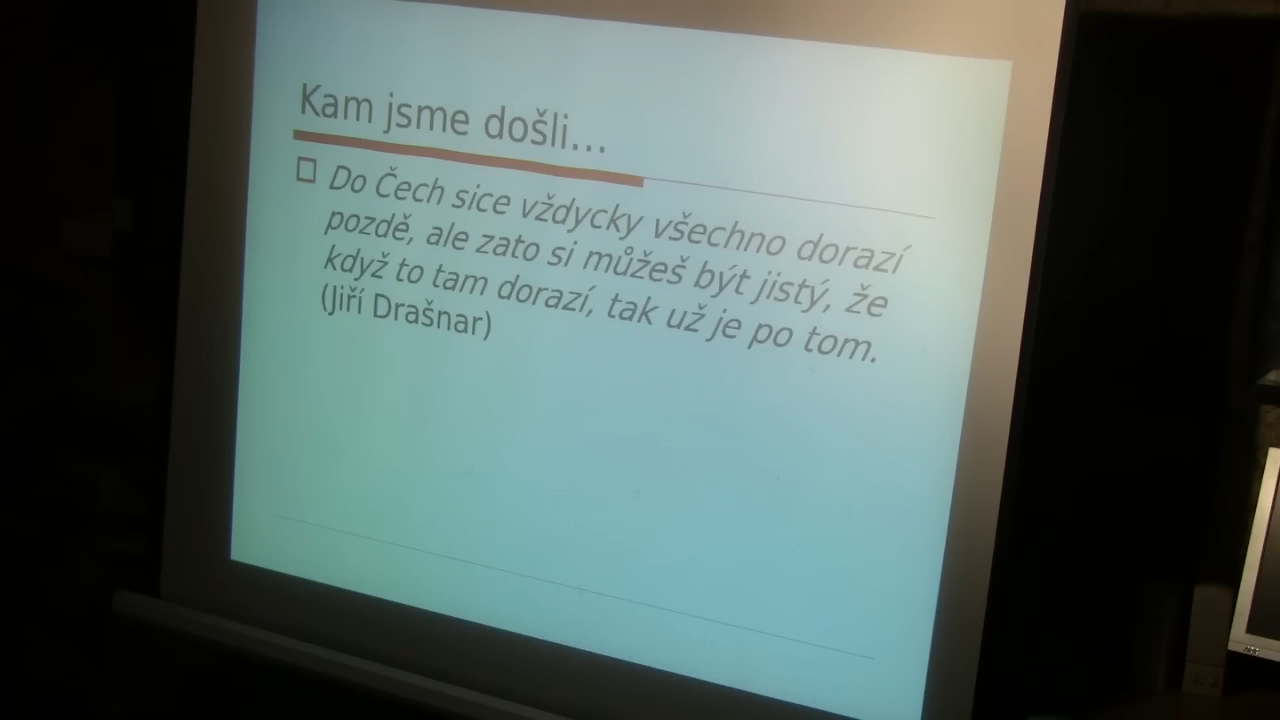 Kam jsme došli...
Do Čech sice vždycky všechno dorazí
pozdě, ale zato si můžeš být jistý, že
když to tam dorazí, tak už je po tom.
(Jiří Drašnar)